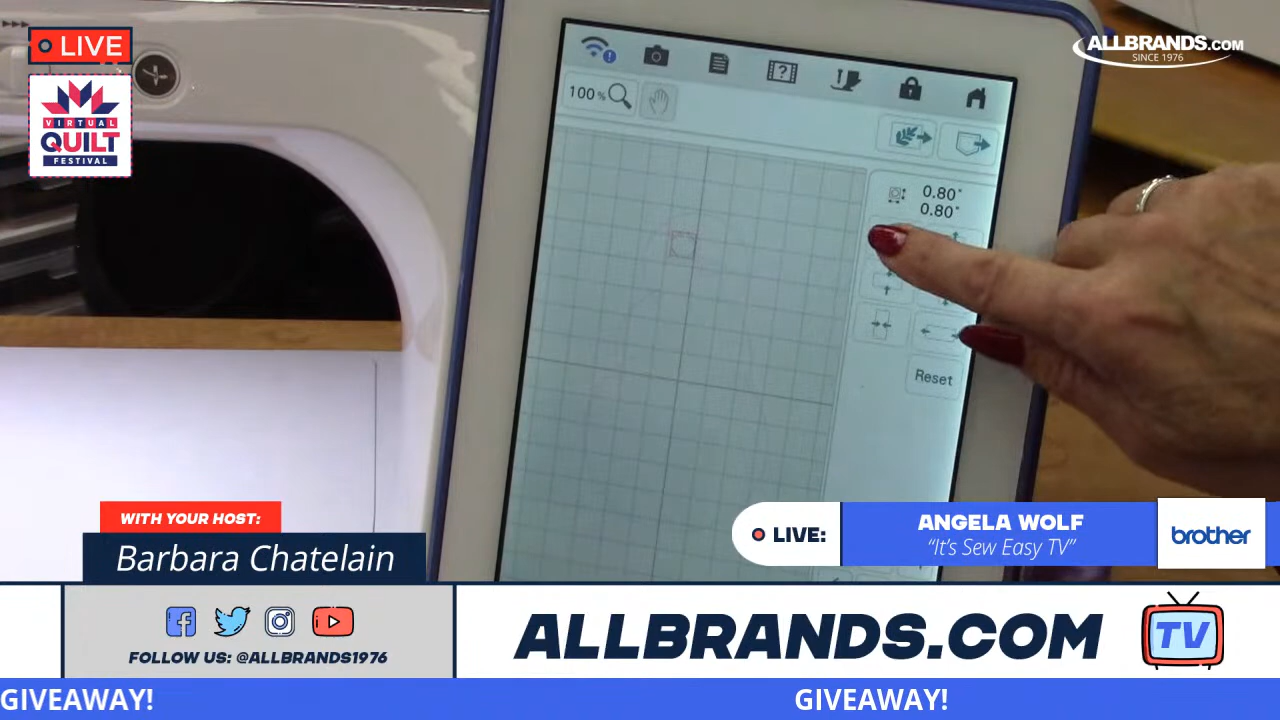 LIVE
VIRTUAL
QUILT
FESTIVAL
ALLBRANDS.COM
SINCE 1976
100%
?
0.80"
0.80"
Reset
WITH YOUR HOST:
Barbara Chatelain
LIVE:
ANGELA WOLF
“It’s Sew Easy TV”
brother
FOLLOW US: @ALLBRANDS1976
ALLBRANDS.COM
TV
GIVEAWAY!
GIVEAWAY!